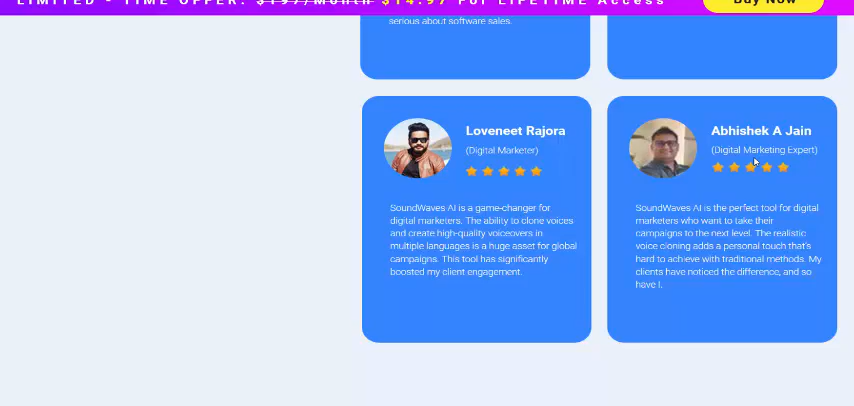 LIMITED - TIME OFFER: $197/Month $14.97 For LIFETIME Access
Buy Now
serious about software sales.
Loveneet Rajora
(Digital Marketer)
SoundWaves AI is a game-changer for
digital marketers. The ability to clone voices
and create high-quality voiceovers in
multiple languages is a huge asset for global
campaigns. This tool has significantly
boosted my client engagement.
Abhishek A Jain
(Digital Marketing Expert)
SoundWaves AI is the perfect tool for digital
marketers who want to take their
campaigns to the next level. The realistic
voice cloning adds a personal touch that's
hard to achieve with traditional methods. My
clients have noticed the difference, and so
have I.